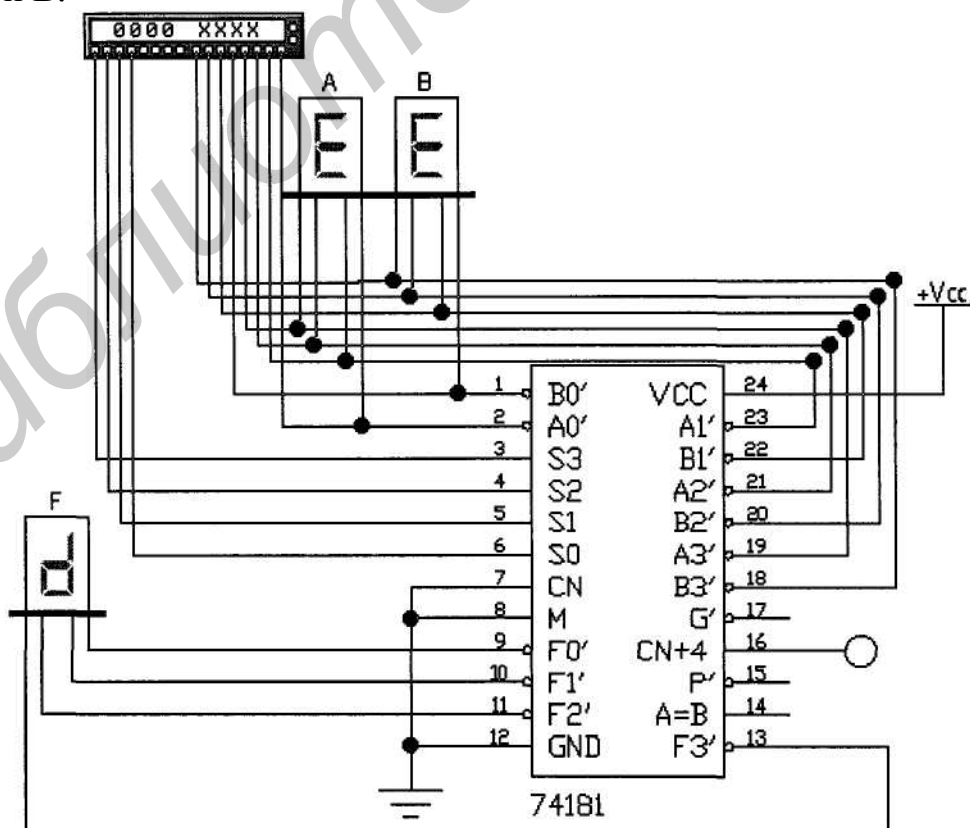 0000 XXXX
A B
E E
+Vcc
1 B0' VCC 24
2 A0' A1' 23
3 S3 B1' 22
4 S2 A2' 21
5 S1 B2' 20
6 S0 A3' 19
7 CN B3' 18
8 M G' 17
9 F0' CN+4 16
10 F1' P' 15
11 F2' A=B 14
12 GND F3' 13
74181
F
d